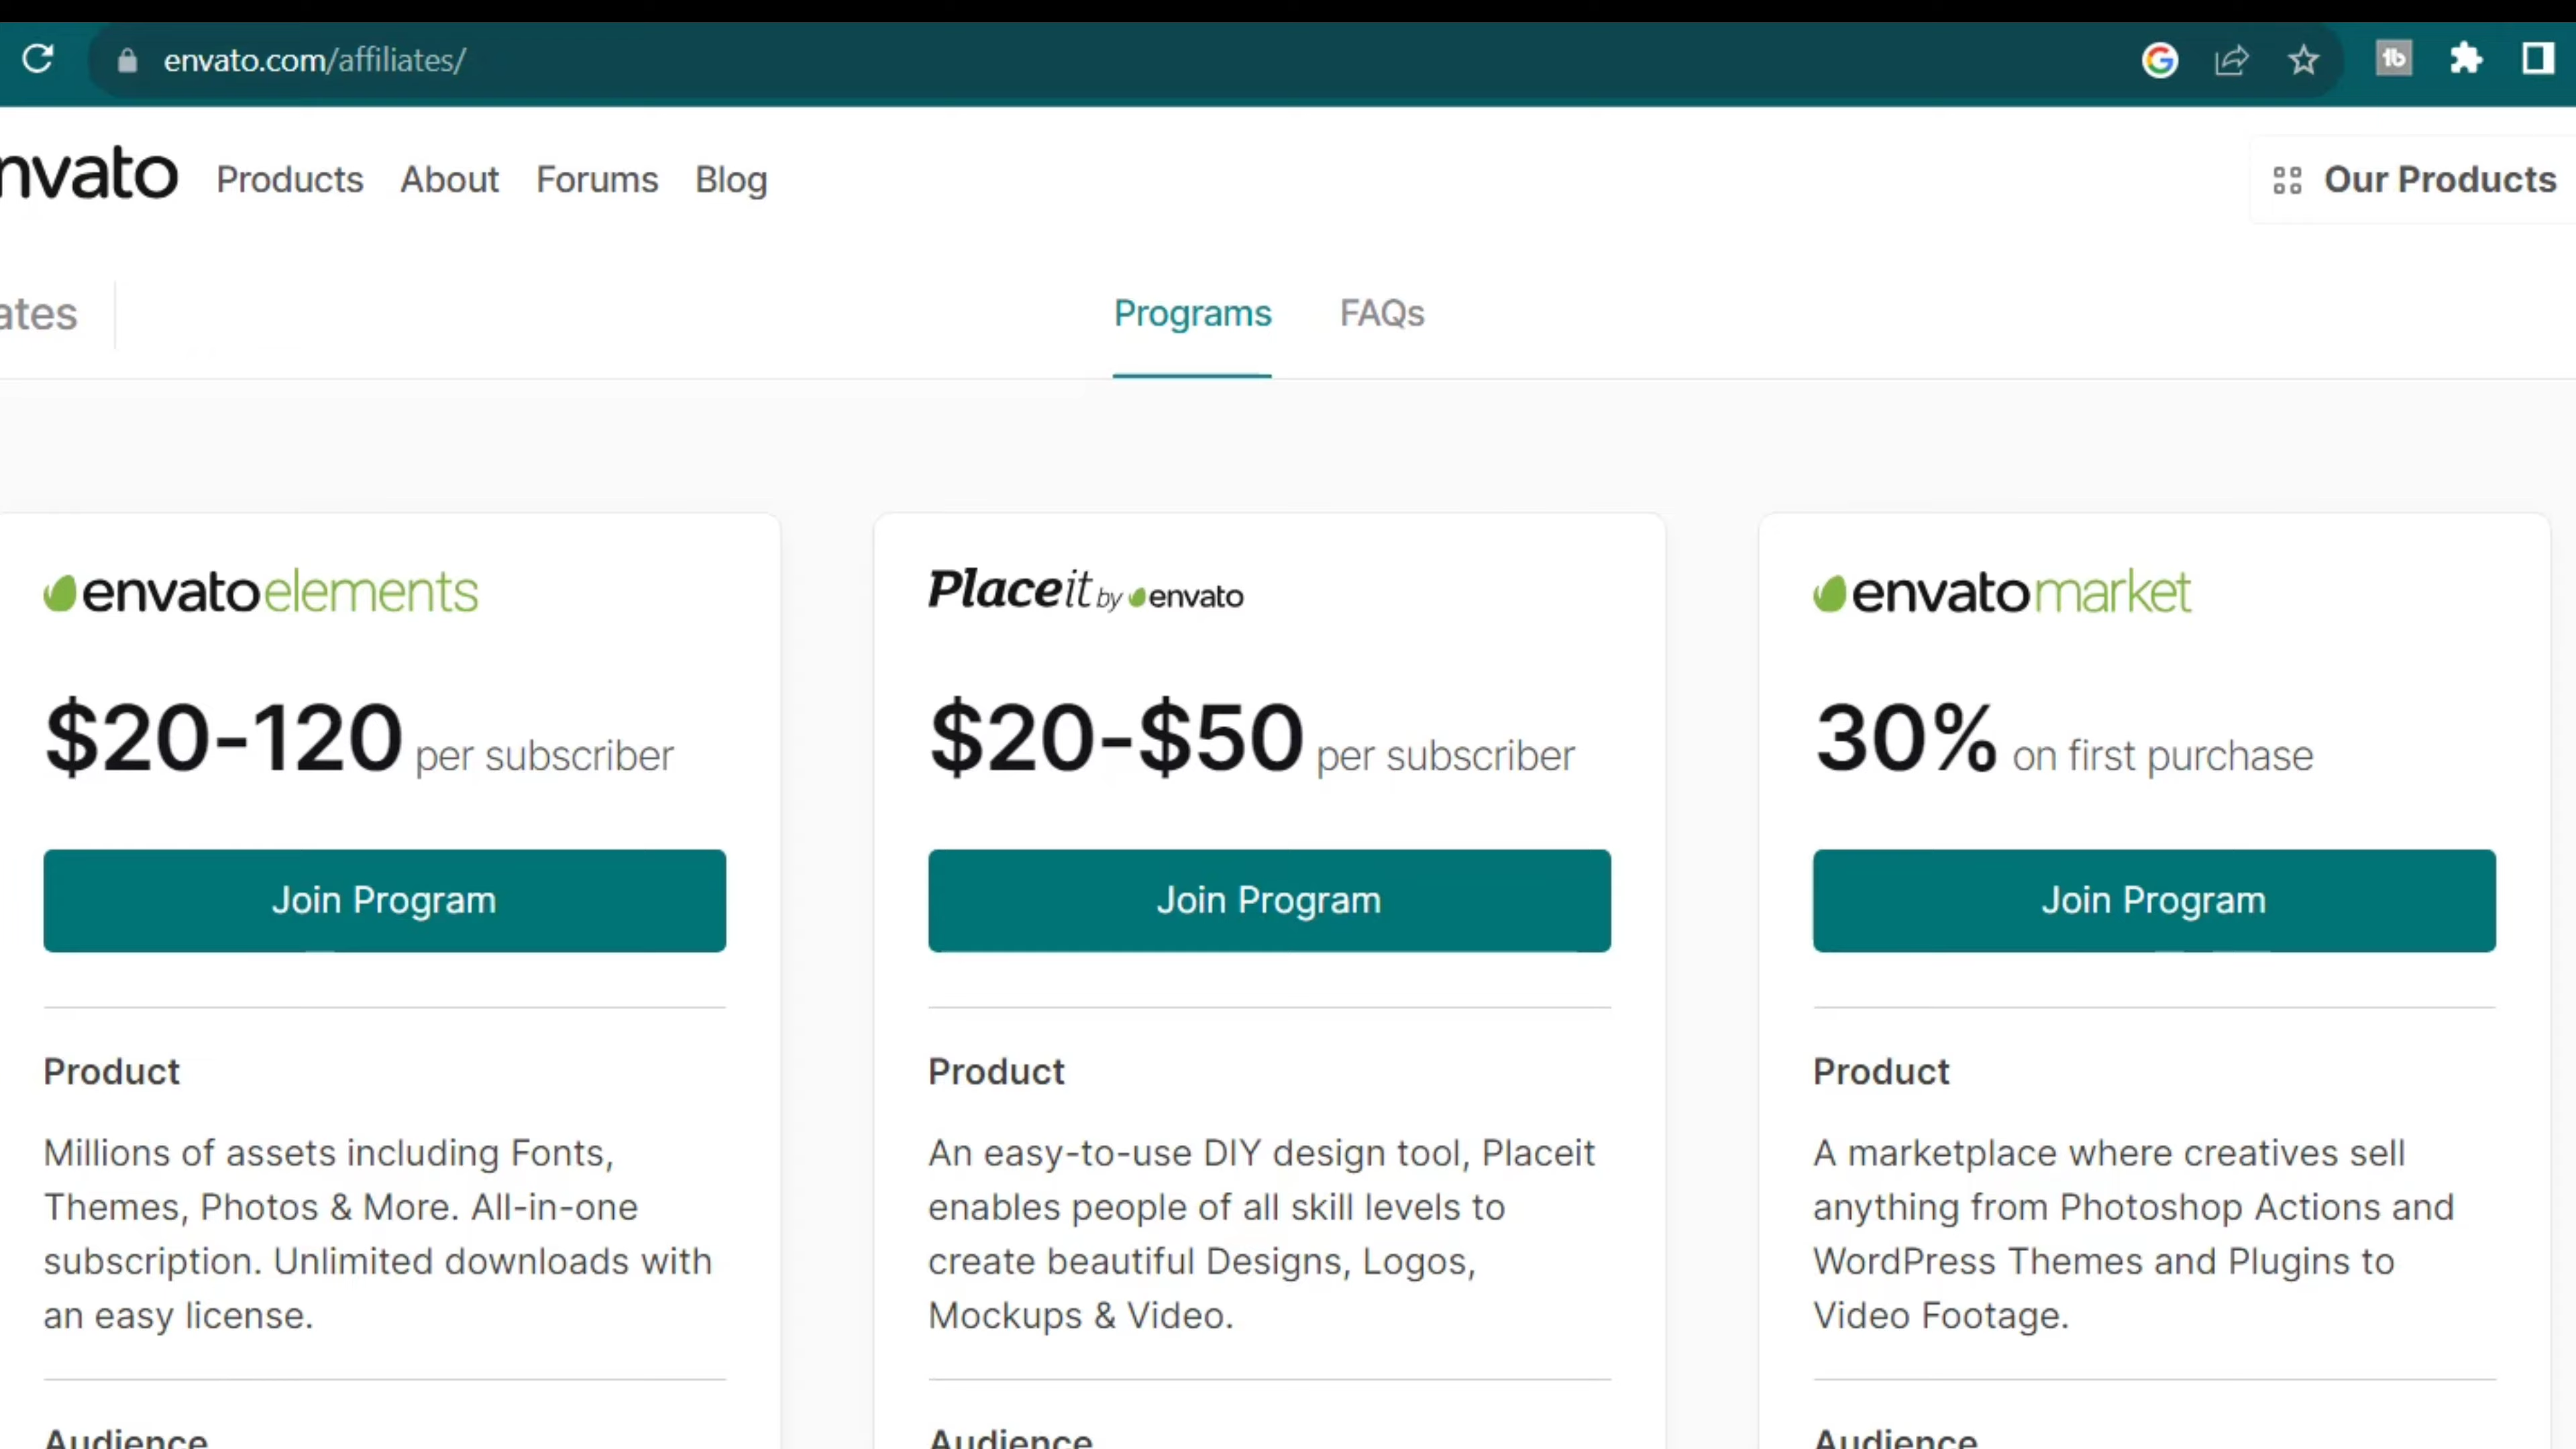 envato.com/affiliates/
nvato Products About Forums Blog Our Products
ates Programs FAQs
envatoelements
$20-120 per subscriber
Join Program
Product
Millions of assets including Fonts,
Themes, Photos & More. All-in-one
subscription. Unlimited downloads with
an easy license.
Audience
Placeit by envato
$20-$50 per subscriber
Join Program
Product
An easy-to-use DIY design tool, Placeit
enables people of all skill levels to
create beautiful Designs, Logos,
Mockups & Video.
Audience
envatomarket
30% on first purchase
Join Program
Product
A marketplace where creatives sell
anything from Photoshop Actions and
WordPress Themes and Plugins to
Video Footage.
Audience